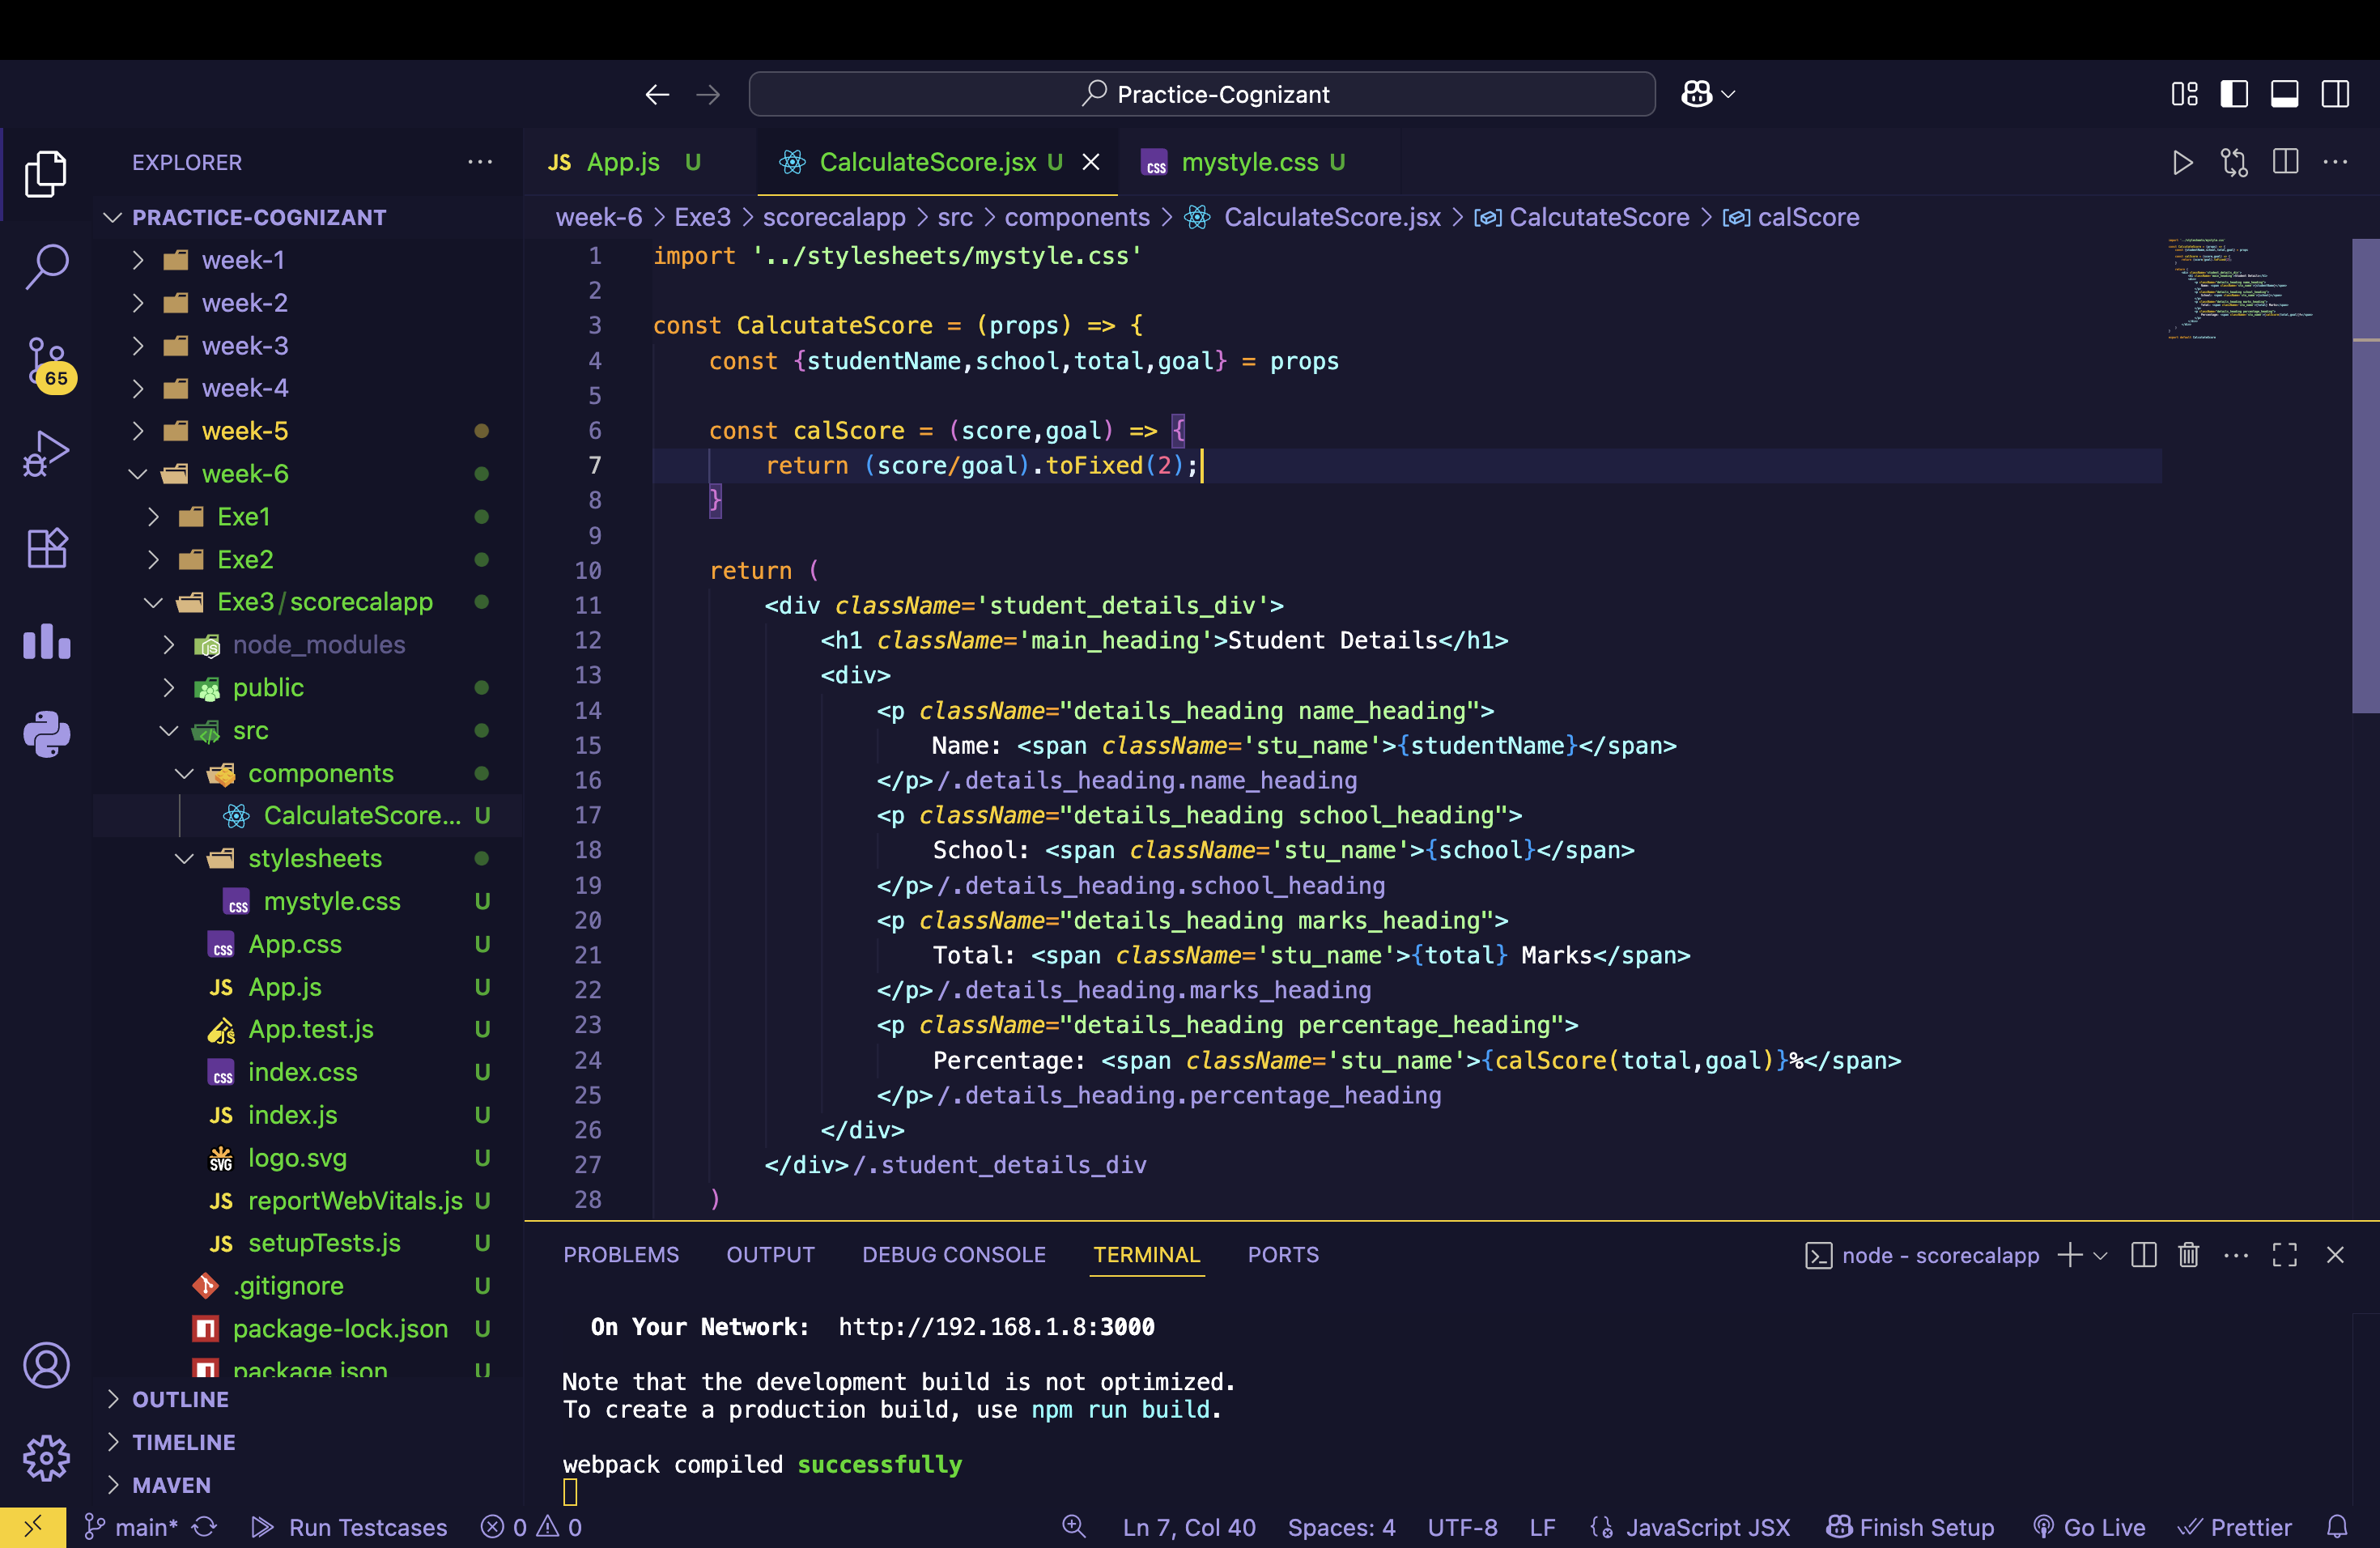 Practice-Cognizant
EXPLORER
JS App.js U
CalculateScore.jsx U
css mystyle.css U
PRACTICE-COGNIZANT
week-6 > Exe3 > scorecalapp > src > components > CalculateScore.jsx > CalcutateScore > calScore
week-1
week-2
week-3
week-4
week-5
week-6
Exe1
Exe2
Exe3/scorecalapp
node_modules
public
src
components
CalculateScore... U
stylesheets
css mystyle.css U
css App.css U
JS App.js U
App.test.js U
css index.css U
JS index.js U
SVG logo.svg U
JS reportWebVitals.js U
JS setupTests.js U
.gitignore U
package-lock.json U
package.json U
OUTLINE
TIMELINE
MAVEN
65
1 import '../stylesheets/mystyle.css'
2
3 const CalcutateScore = (props) => {
4 const {studentName,school,total,goal} = props
5
6 const calScore = (score,goal) => {
7 return (score/goal).toFixed(2);
8 }
9
10 return (
11 <div className='student_details_div'>
12 <h1 className='main_heading'>Student Details</h1>
13 <div>
14 <p className="details_heading name_heading">
15 Name: <span className='stu_name'>{studentName}</span>
16 </p>/.details_heading.name_heading
17 <p className="details_heading school_heading">
18 School: <span className='stu_name'>{school}</span>
19 </p>/.details_heading.school_heading
20 <p className="details_heading marks_heading">
21 Total: <span className='stu_name'>{total} Marks</span>
22 </p>/.details_heading.marks_heading
23 <p className="details_heading percentage_heading">
24 Percentage: <span className='stu_name'>{calScore(total,goal)}%</span>
25 </p>/.details_heading.percentage_heading
26 </div>
27 </div>/.student_details_div
28 )
PROBLEMS OUTPUT DEBUG CONSOLE TERMINAL PORTS
node - scorecalapp
On Your Network: http://192.168.1.8:3000
Note that the development build is not optimized.
To create a production build, use npm run build.
webpack compiled successfully
main* Run Testcases 0 0
Ln 7, Col 40 Spaces: 4 UTF-8 LF JavaScript JSX Finish Setup Go Live Prettier